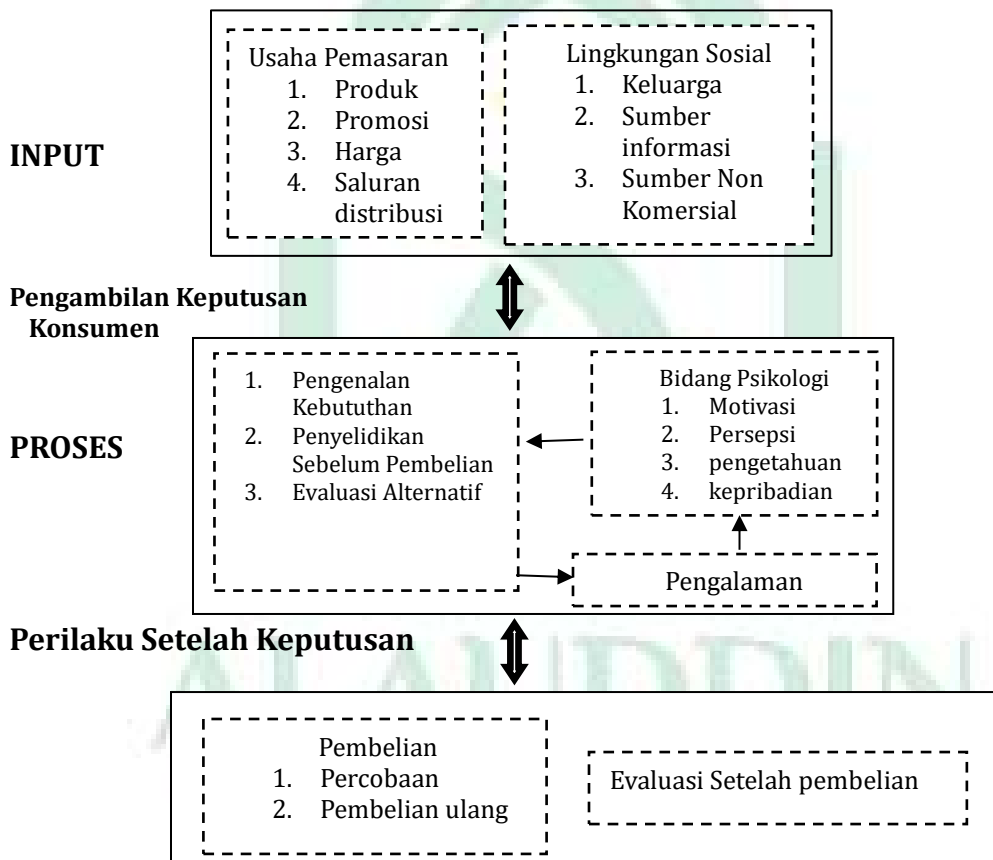 Usaha Pemasaran
1. Produk
2. Promosi
3. Harga
4. Saluran
distribusi
Lingkungan Sosial
1. Keluarga
2. Sumber
informasi
3. Sumber Non
Komersial
INPUT
Pengambilan Keputusan
Konsumen
1. Pengenalan
Kebututhan
2. Penyelidikan
Sebelum Pembelian
3. Evaluasi Alternatif
Bidang Psikologi
1. Motivasi
2. Persepsi
3. pengetahuan
4. kepribadian
PROSES
Pengalaman
Perilaku Setelah Keputusan
ALAUDDIN
Pembelian
1. Percobaan
2. Pembelian ulang
Evaluasi Setelah pembelian